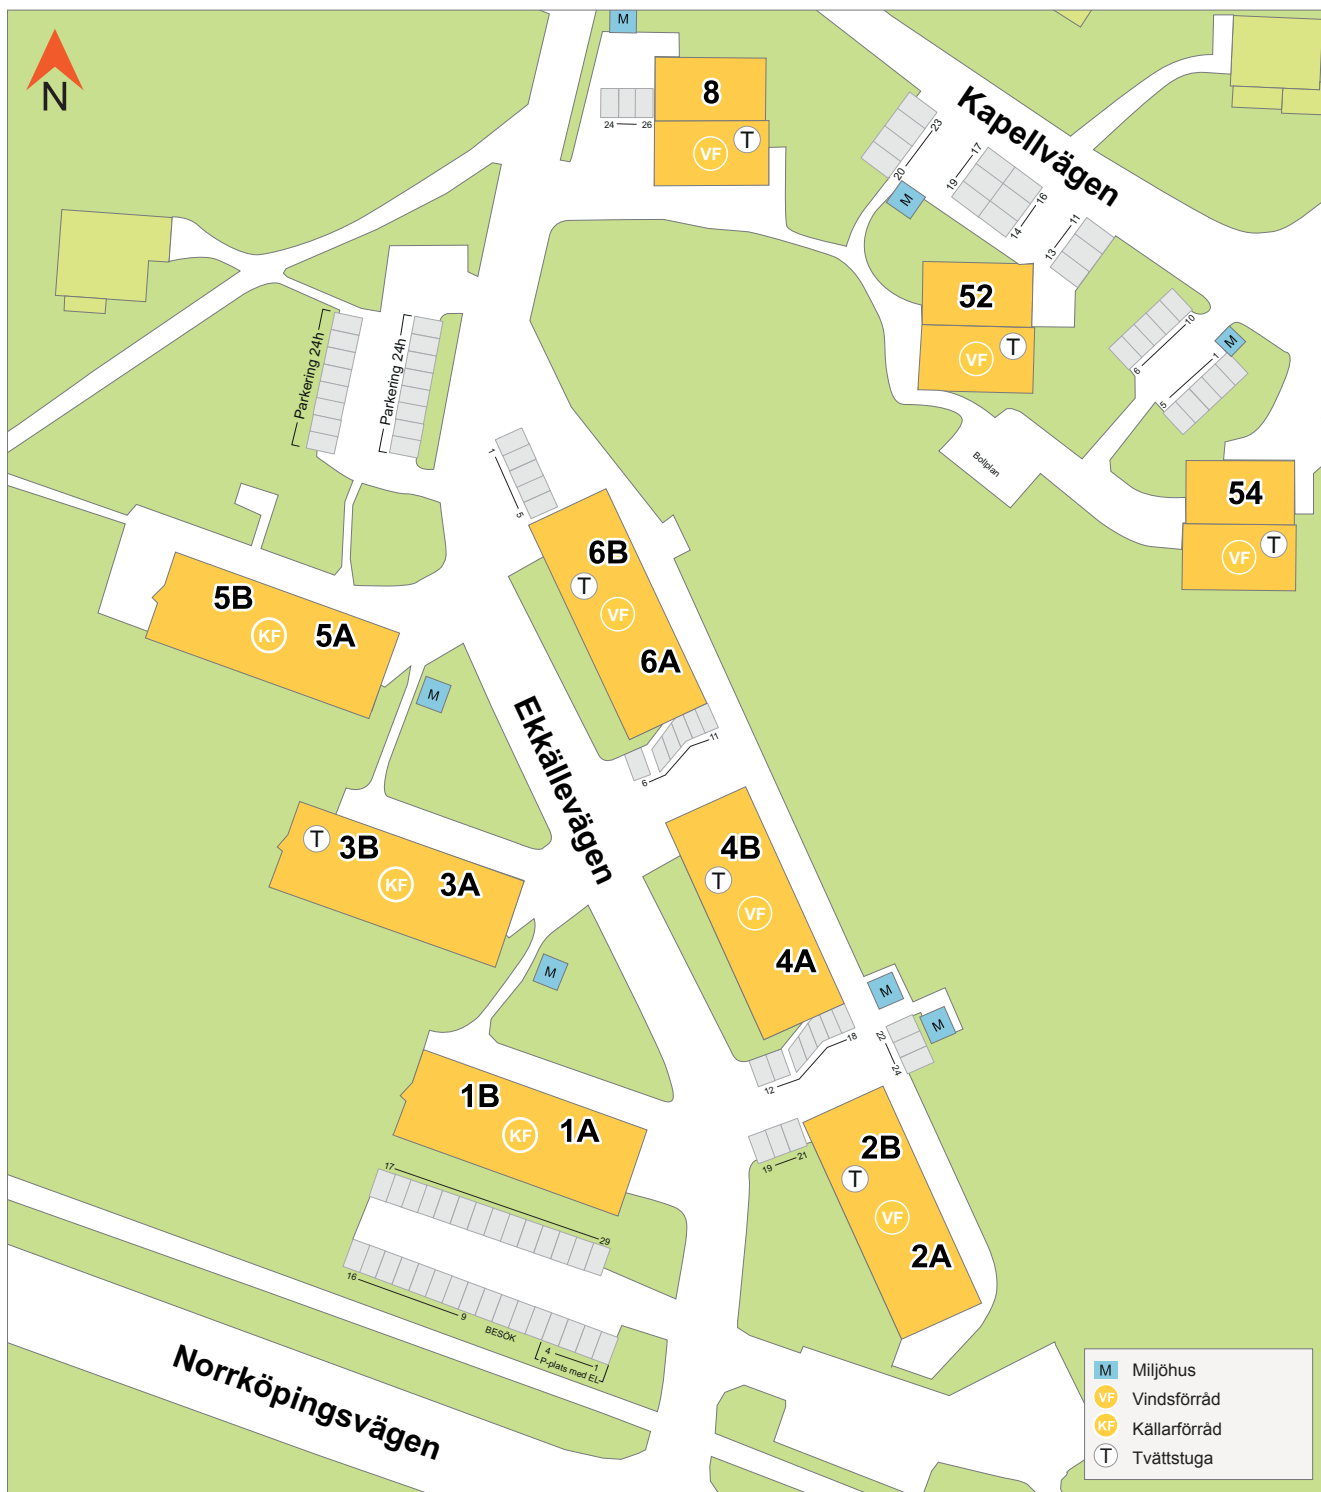 M
N
8
VF
T
24
26
Kapellvägen
23
20
M
17
19
16
14
11
13
52
T
VF
10
6
M
1
5
Bollplan
54
T
VF
Parkering 24h
Parkering 24h
1
5
6B
T
VF
6A
5B
KF
5A
M
11
6
Ekkällevägen
T
3B
KF
3A
4B
T
VF
4A
M
M
M
22
24
18
12
1B
KF
1A
19
21
2B
T
VF
2A
17
29
16
9
BESÖK
4
1
P-plats med EL
Norrköpingsvägen
M Miljöhus
VF Vindsförråd
KF Källarförråd
T Tvättstuga